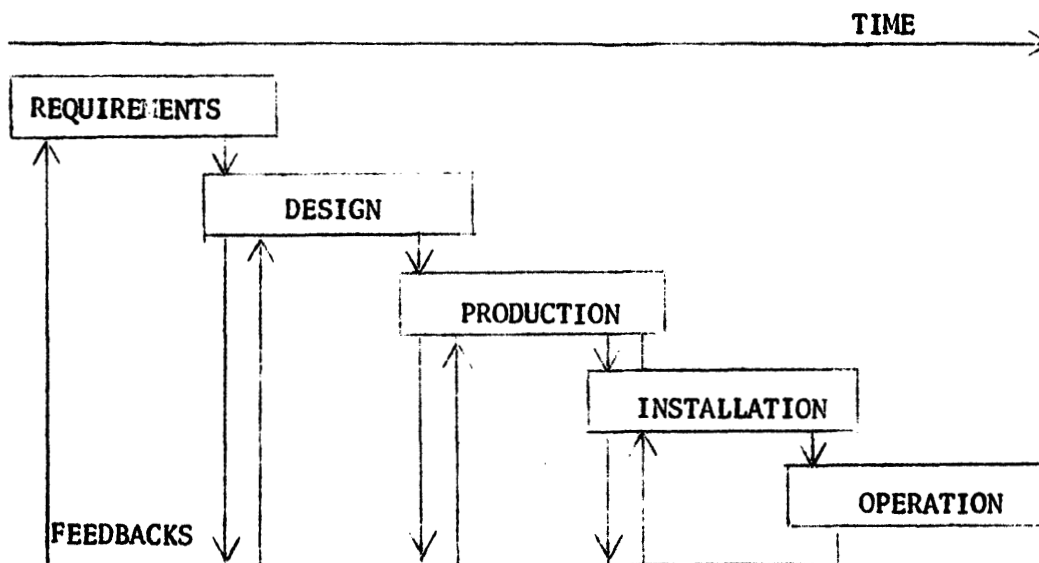 TIME
REQUIREMENTS
DESIGN
PRODUCTION
INSTALLATION
OPERATION
FEEDBACKS